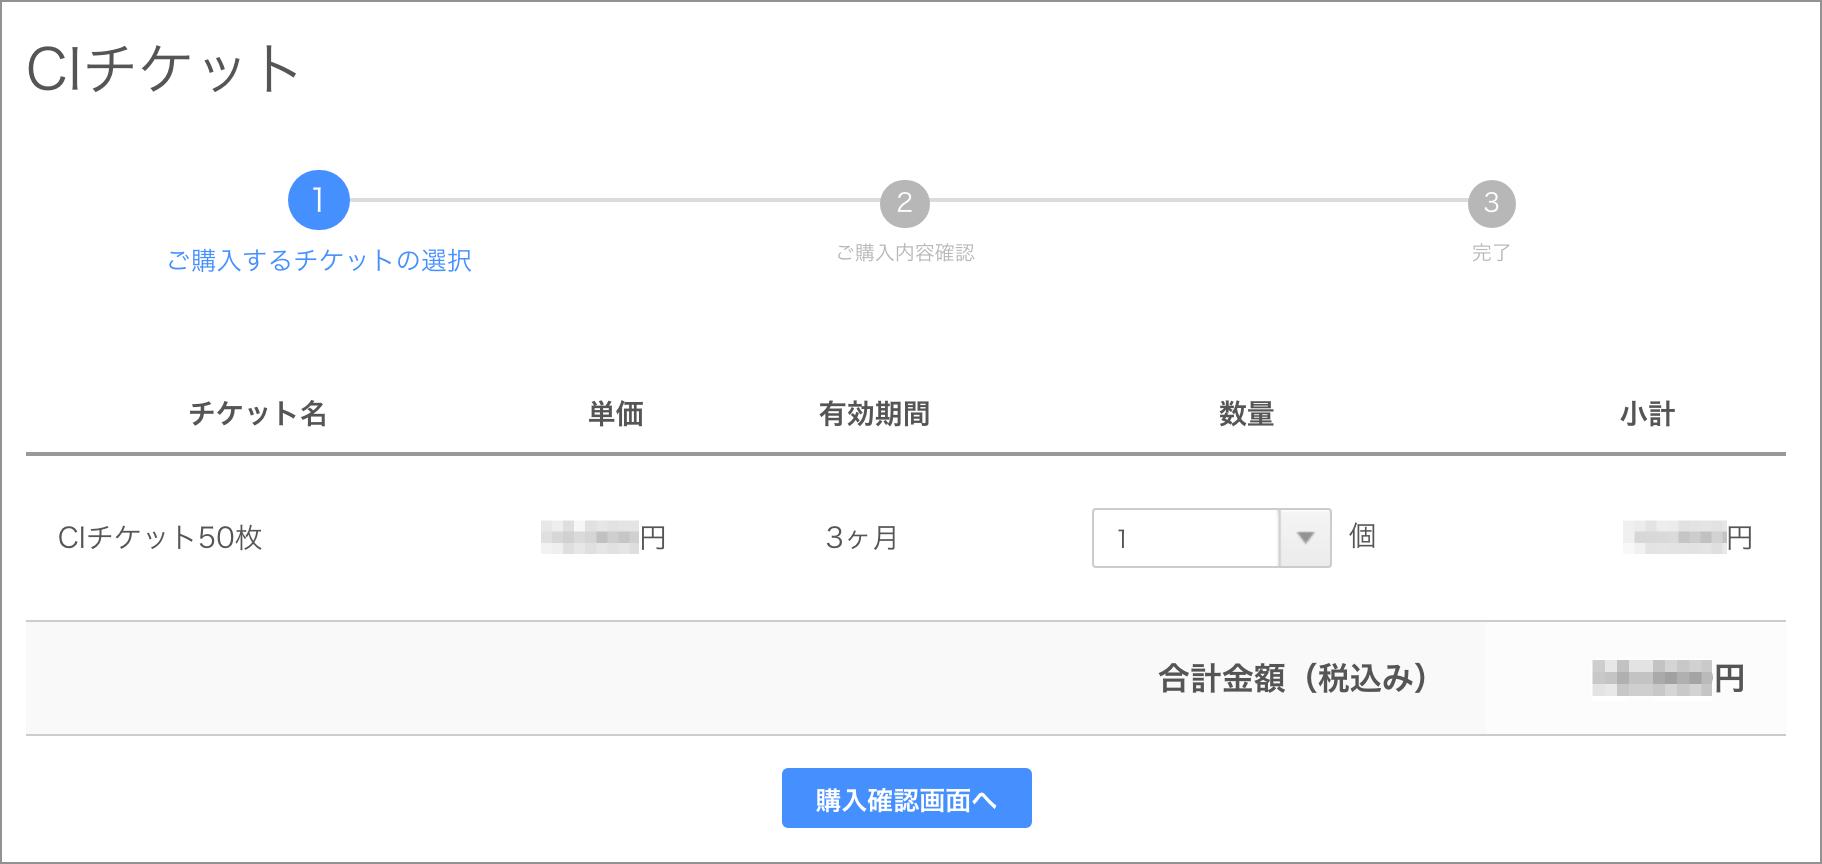 CIチケット
1
2
3
ご購入するチケットの選択
ご購入内容確認
完了
チケット名 単価 有効期間 数量 小計
CIチケット50枚 円 3ヶ月 1 個 円
合計金額（税込み） 円
購入確認画面へ